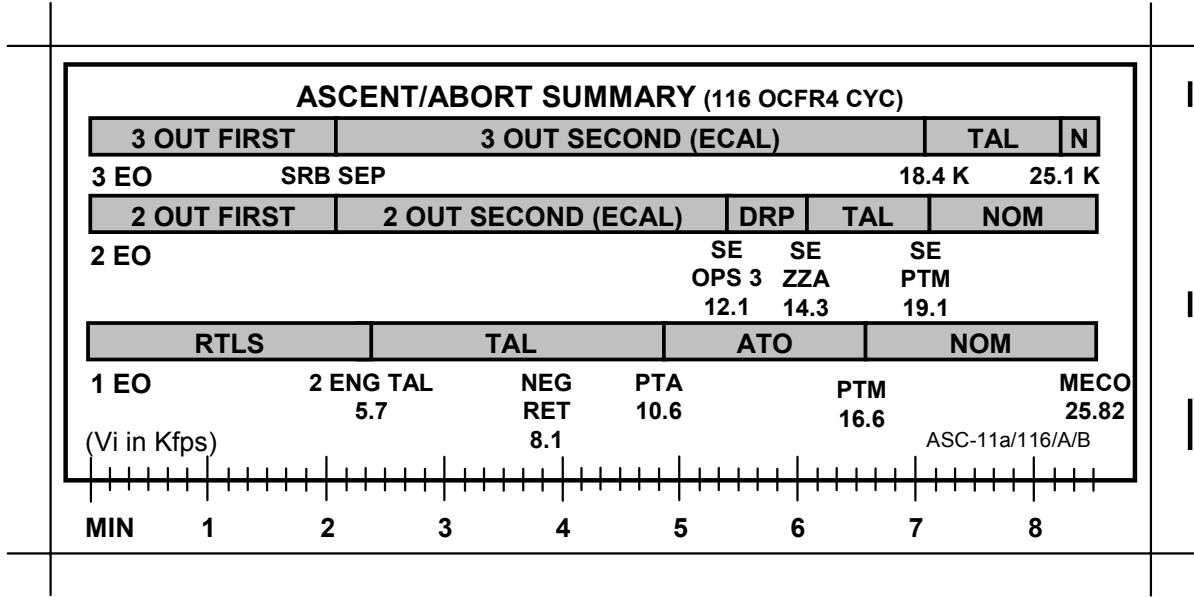 ASCENT/ABORT SUMMARY (116 OCFR4 CYC)
3 OUT FIRST 3 OUT SECOND (ECAL) TAL N
3 EO SRB SEP 18.4 K 25.1 K
2 OUT FIRST 2 OUT SECOND (ECAL) DRP TAL NOM
2 EO SE SE SE
OPS 3 ZZA PTM
12.1 14.3 19.1
RTLS TAL ATO NOM
1 EO 2 ENG TAL NEG PTA PTM MECO
5.7 RET 10.6 16.6 25.82
(Vi in Kfps) 8.1 ASC-11a/116/A/B
MIN 1 2 3 4 5 6 7 8